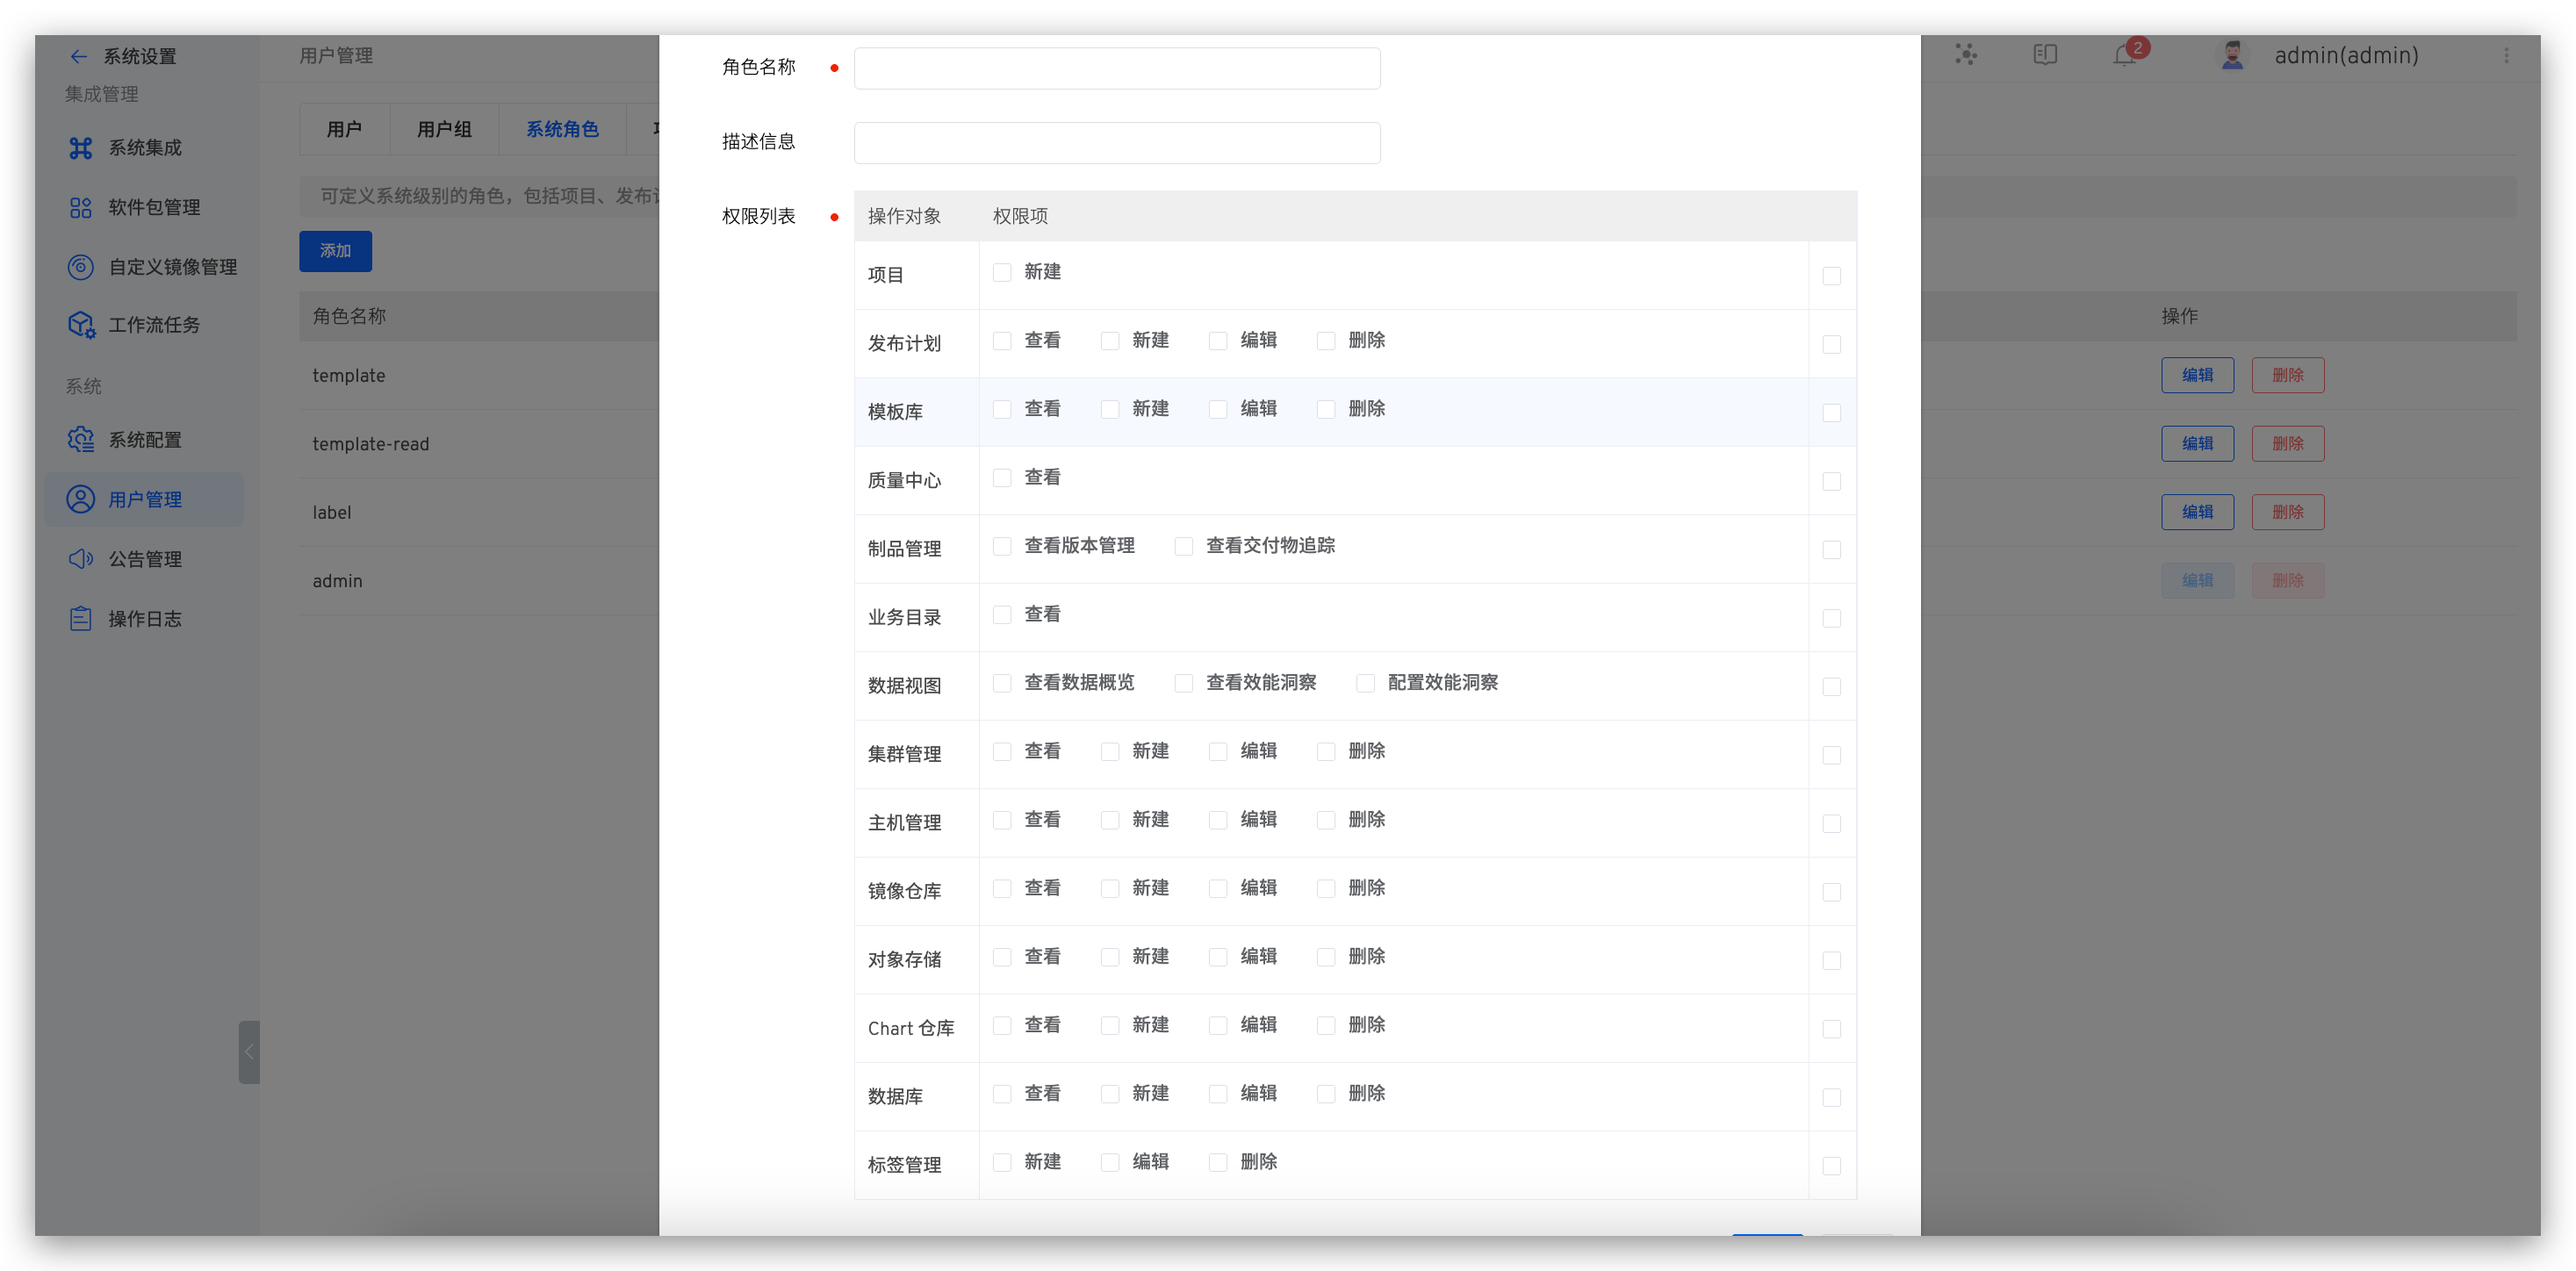 系统设置
集成管理
系统集成
软件包管理
自定义镜像管理
工作流任务
系统
系统配置
用户管理
公告管理
操作日志
用户管理
用户 用户组 系统角色
可定义系统级别的角色，包括项目、发布
添加
角色名称
template
template-read
label
admin
角色名称
描述信息
权限列表
操作对象 权限项
项目 新建
发布计划 查看 新建 编辑 删除
模板库 查看 新建 编辑 删除
质量中心 查看
制品管理 查看版本管理 查看交付物追踪
业务目录 查看
数据视图 查看数据概览 查看效能洞察 配置效能洞察
集群管理 查看 新建 编辑 删除
主机管理 查看 新建 编辑 删除
镜像仓库 查看 新建 编辑 删除
对象存储 查看 新建 编辑 删除
Chart 仓库 查看 新建 编辑 删除
数据库 查看 新建 编辑 删除
标签管理 新建 编辑 删除
2
admin(admin)
操作
编辑 删除
编辑 删除
编辑 删除
编辑 删除